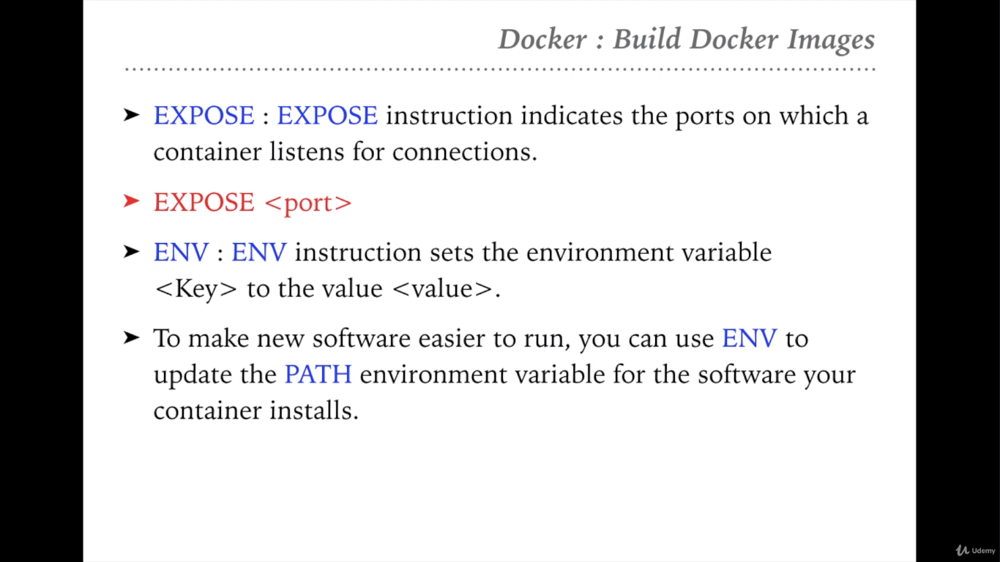 Docker : Build Docker Images
➤ EXPOSE : EXPOSE instruction indicates the ports on which a
container listens for connections.
➤ EXPOSE <port>
➤ ENV : ENV instruction sets the environment variable
<Key> to the value <value>.
➤ To make new software easier to run, you can use ENV to
update the PATH environment variable for the software your
container installs.
Udemy